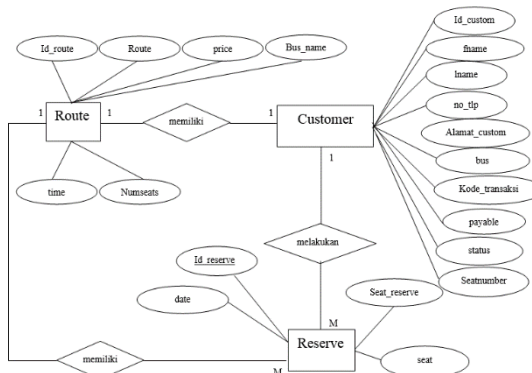 Id_route
Route
price
Bus_name
1
Route
1
memiliki
1
Customer
1
time
Numseats
Id_custom
fname
lname
no_tlp
Alamat_custom
bus
Kode_transaksi
payable
status
Seatnumber
melakukan
Id_reserve
date
Seat_reserve
M
Reserve
seat
memiliki
M